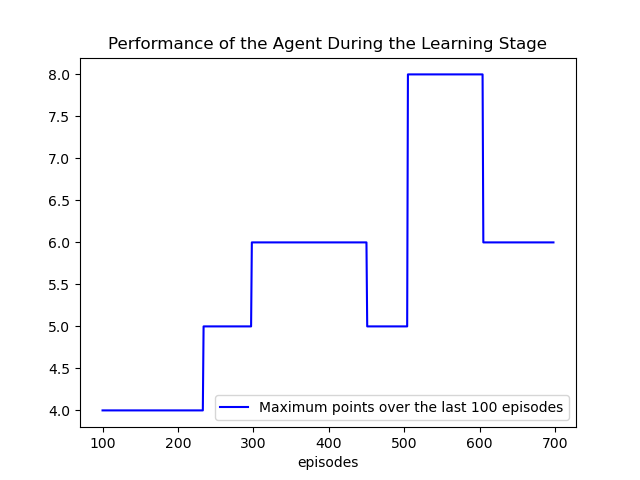 Performance of the Agent During the Learning Stage
8.0
7.5
7.0
6.5
6.0
5.5
5.0
4.5
4.0
Maximum points over the last 100 episodes
100 200 300 400 500 600 700
episodes